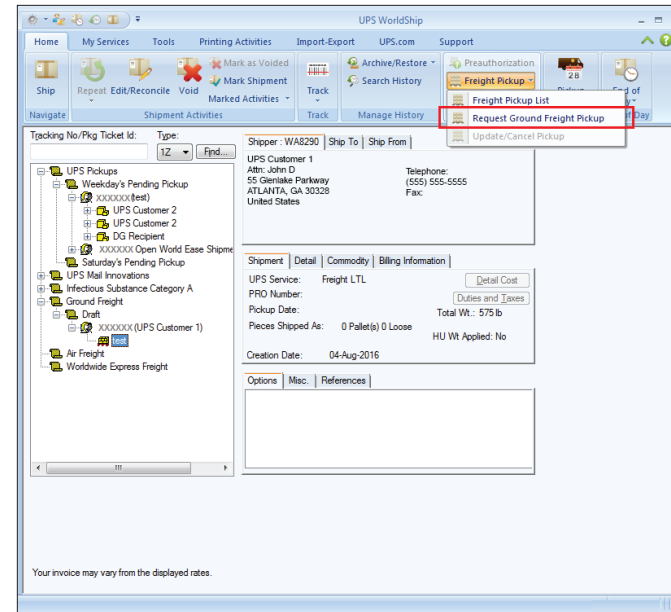 UPS WorldShip
Home My Services Tools Printing Activities Import-Export UPS.com Support
Ship
Repeat Edit/Reconcile Void
Mark as Voided
Mark Shipment
Marked Activities
Track
Archive/Restore
Search History
Preauthorization
Freight Pickup
28
Pickup
End of
Navigate Shipment Activities Track Manage History Day
Freight Pickup List
Request Ground Freight Pickup
Update/Cancel Pickup
Tracking No/Pkg Ticket Id: Type:
1Z Find...
UPS Pickups
Weekday's Pending Pickup
XXXXXX(test)
UPS Customer 2
UPS Customer 2
DG Recipient
XXXXXX Open World Ease Shipme
Saturday's Pending Pickup
UPS Mail Innovations
Infectious Substance Category A
Ground Freight
Draft
XXXXXX (UPS Customer 1)
test
Air Freight
Worldwide Express Freight
Shipper : WA8290 Ship To Ship From
UPS Customer 1
Attn: John D Telephone:
55 Glenlake Parkway (555) 555-5555
ATLANTA, GA 30328 Fax:
United States
Shipment Detail Commodity Billing Information
UPS Service: Freight LTL Detail Cost
PRO Number: Duties and Taxes
Pickup Date: Total Wt.: 575 lb
Pieces Shipped As: 0 Pallet(s) 0 Loose
HU Wt Applied: No
Creation Date: 04-Aug-2016
Options Misc. References
Your invoice may vary from the displayed rates.